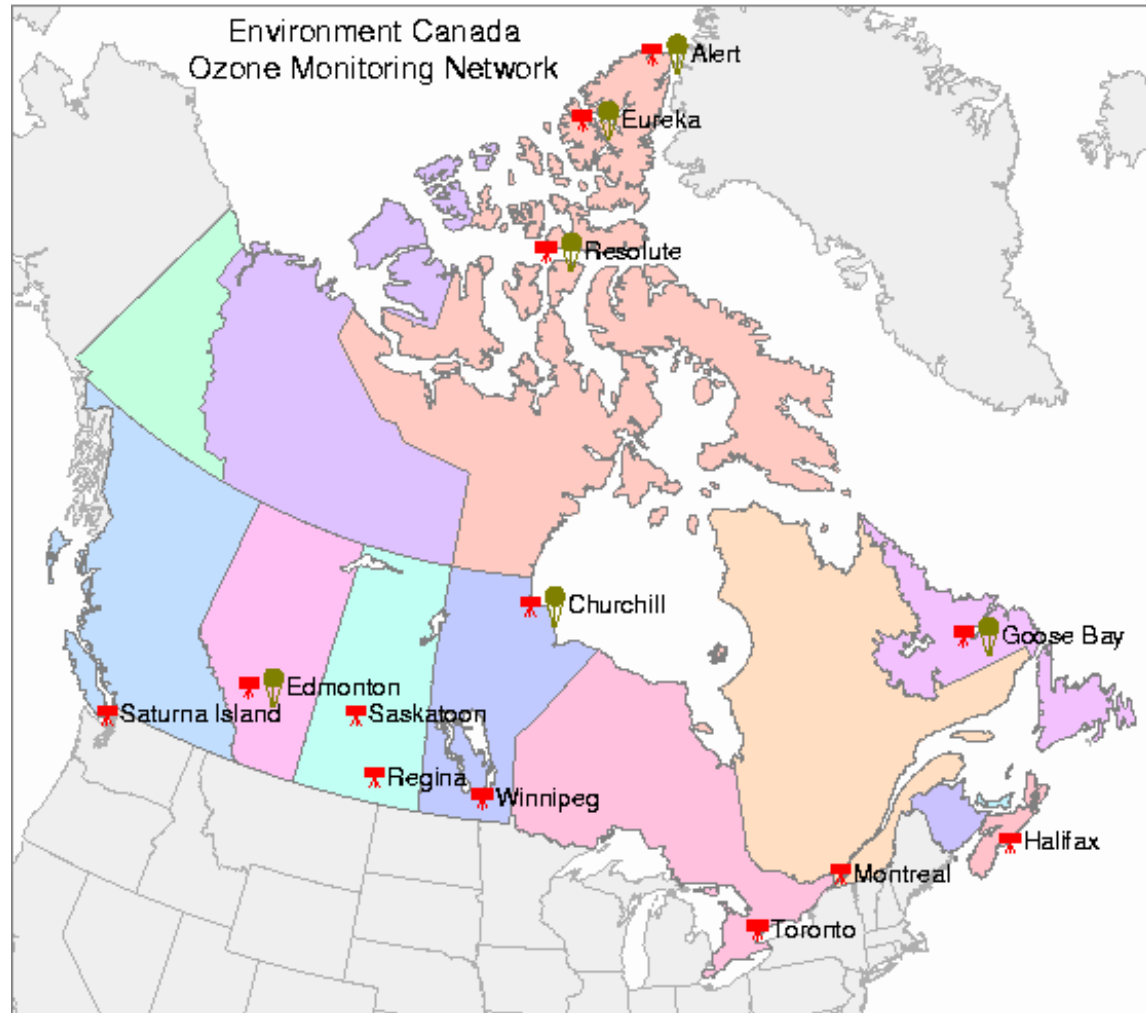 Environment Canada
Ozone Monitoring Network
Alert
Eureka
Resolute
Churchill
Goose Bay
Edmonton
Saturna Island
Saskatoon
Regina
Winnipeg
Halifax
Montreal
Toronto